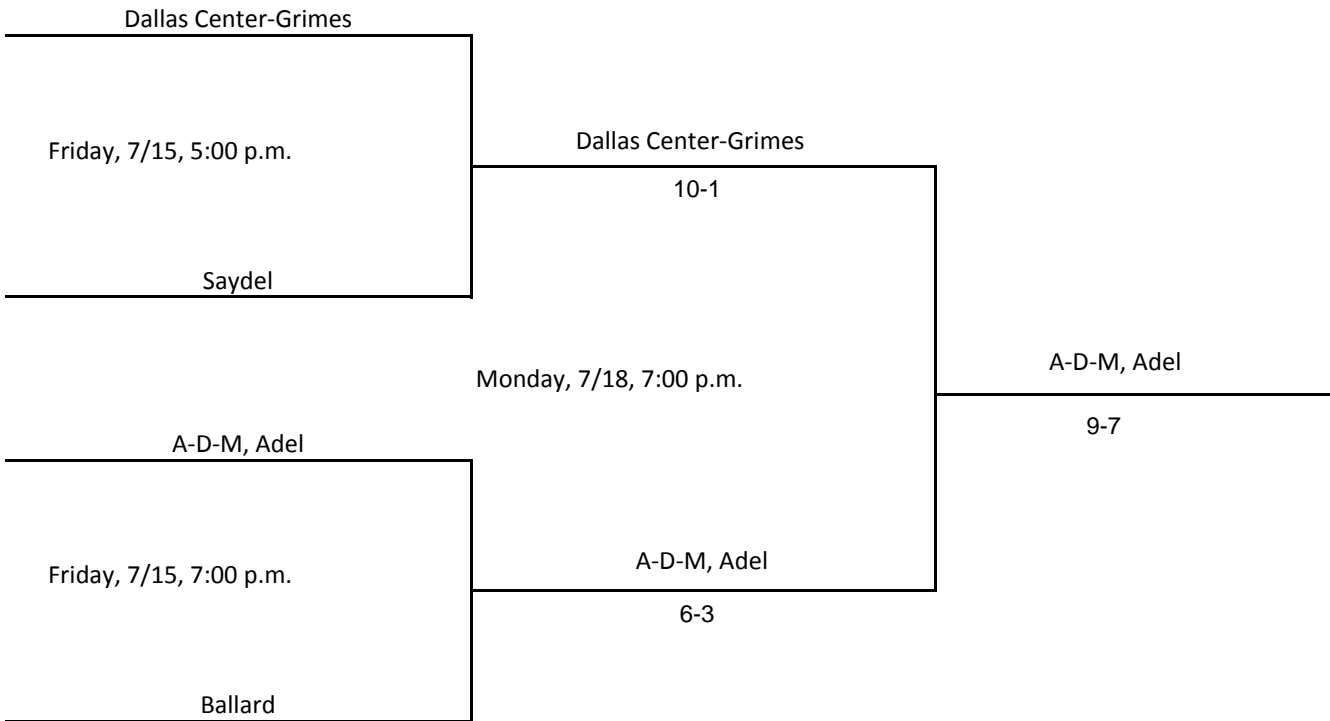 Dallas Center-Grimes
Friday, 7/15, 5:00 p.m.
Dallas Center-Grimes
10-1
Saydel
Monday, 7/18, 7:00 p.m.
A-D-M, Adel
9-7
A-D-M, Adel
Friday, 7/15, 7:00 p.m.
A-D-M, Adel
6-3
Ballard